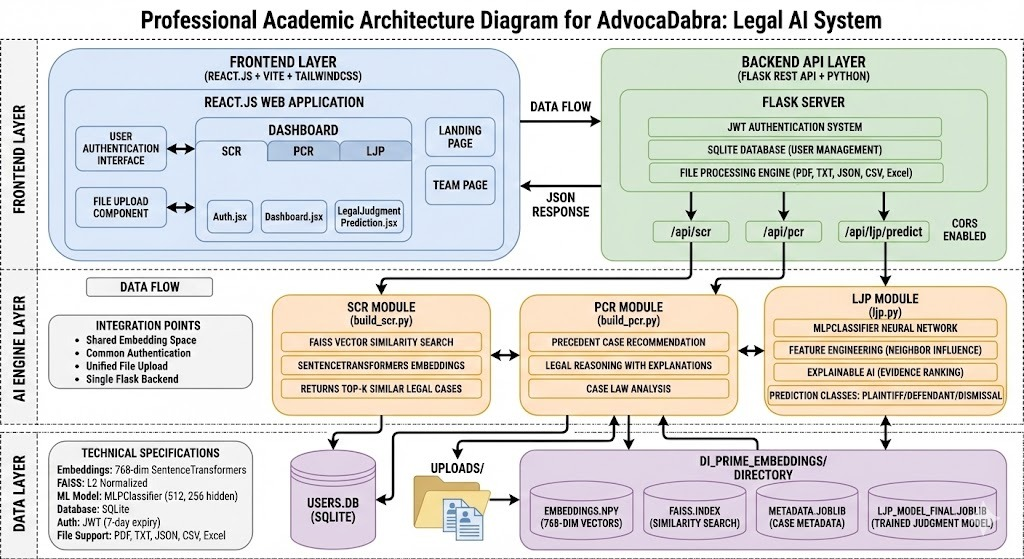 Professional Academic Architecture Diagram for AdvocaDabra: Legal AI System
FRONTEND LAYER
FRONTEND LAYER
(REACT.JS + VITE + TAILWINDCSS)
REACT.JS WEB APPLICATION
USER
AUTHENTICATION
INTERFACE
FILE UPLOAD
COMPONENT
DASHBOARD
SCR
PCR
LJP
Auth.jsx
Dashboard.jsx
LegalJudgment
Prediction.jsx
LANDING
PAGE
TEAM PAGE
DATA FLOW
JSON
RESPONSE
BACKEND API LAYER
(FLASK REST API + PYTHON)
FLASK SERVER
JWT AUTHENTICATION SYSTEM
SQLITE DATABASE (USER MANAGEMENT)
FILE PROCESSING ENGINE (PDF, TXT, JSON, CSV, Excel)
/api/scr
/api/pcr
/api/ljp/predict
CORS
ENABLED
AI ENGINE LAYER
DATA FLOW
INTEGRATION POINTS
• Shared Embedding Space
• Common Authentication
• Unified File Upload
• Single Flask Backend
SCR MODULE
(build_scr.py)
FAISS VECTOR SIMILARITY SEARCH
SENTENCETRANSFORMERS EMBEDDINGS
RETURNS TOP-K SIMILAR LEGAL CASES
PCR MODULE
(build_pcr.py)
PRECEDENT CASE RECOMMENDATION
LEGAL REASONING WITH EXPLANATIONS
CASE LAW ANALYSIS
LJP MODULE
(ljp.py)
MLPCLASSIFIER NEURAL NETWORK
FEATURE ENGINEERING (NEIGHBOR INFLUENCE)
EXPLAINABLE AI (EVIDENCE RANKING)
PREDICTION CLASSES: PLAINTIFF/DEFENDANT/DISMISSAL
DATA LAYER
TECHNICAL SPECIFICATIONS
Embeddings: 768-dim SentenceTransformers
FAISS: L2 Normalized
ML Model: MLPClassifier (512, 256 hidden)
Database: SQLite
Auth: JWT (7-day expiry)
File Support: PDF, TXT, JSON, CSV, Excel
USERS.DB
(SQLITE)
UPLOADS/
DI_PRIME_EMBEDDINGS/
DIRECTORY
EMBEDDINGS.NPY
(768-DIM VECTORS)
FAISS.INDEX
(SIMILARITY SEARCH)
METADATA.JOBLIB
(CASE METADATA)
LJP_MODEL_FINAL.JOBLIB
(TRAINED JUDGMENT MODEL)